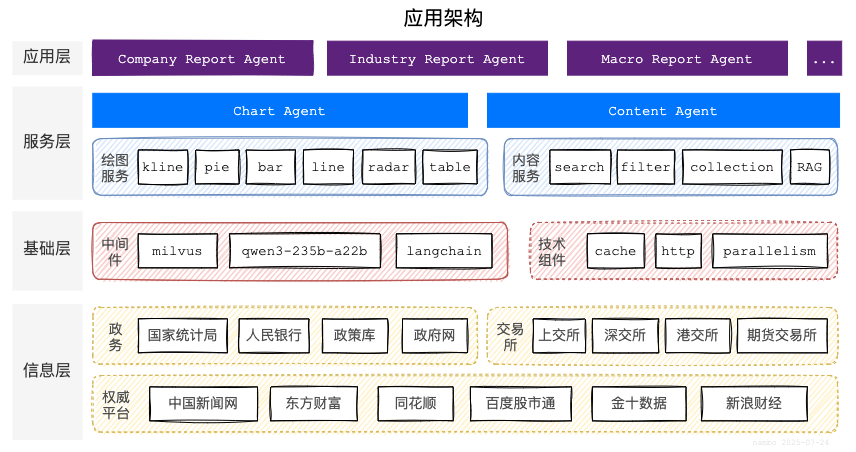 应用架构
应用层
Company Report Agent
Industry Report Agent
Macro Report Agent
...
服务层
Chart Agent
Content Agent
绘图
服务
kline
pie
bar
line
radar
table
内容
服务
search
filter
collection
RAG
基础层
中间
件
milvus
qwen3-235b-a22b
langchain
技术
组件
cache
http
parallelism
信息层
政
务
国家统计局
人民银行
政策库
政府网
交易
所
上交所
深交所
港交所
期货交易所
权威
平台
中国新闻网
东方财富
同花顺
百度股市通
金十数据
新浪财经
nambo 2025-07-24